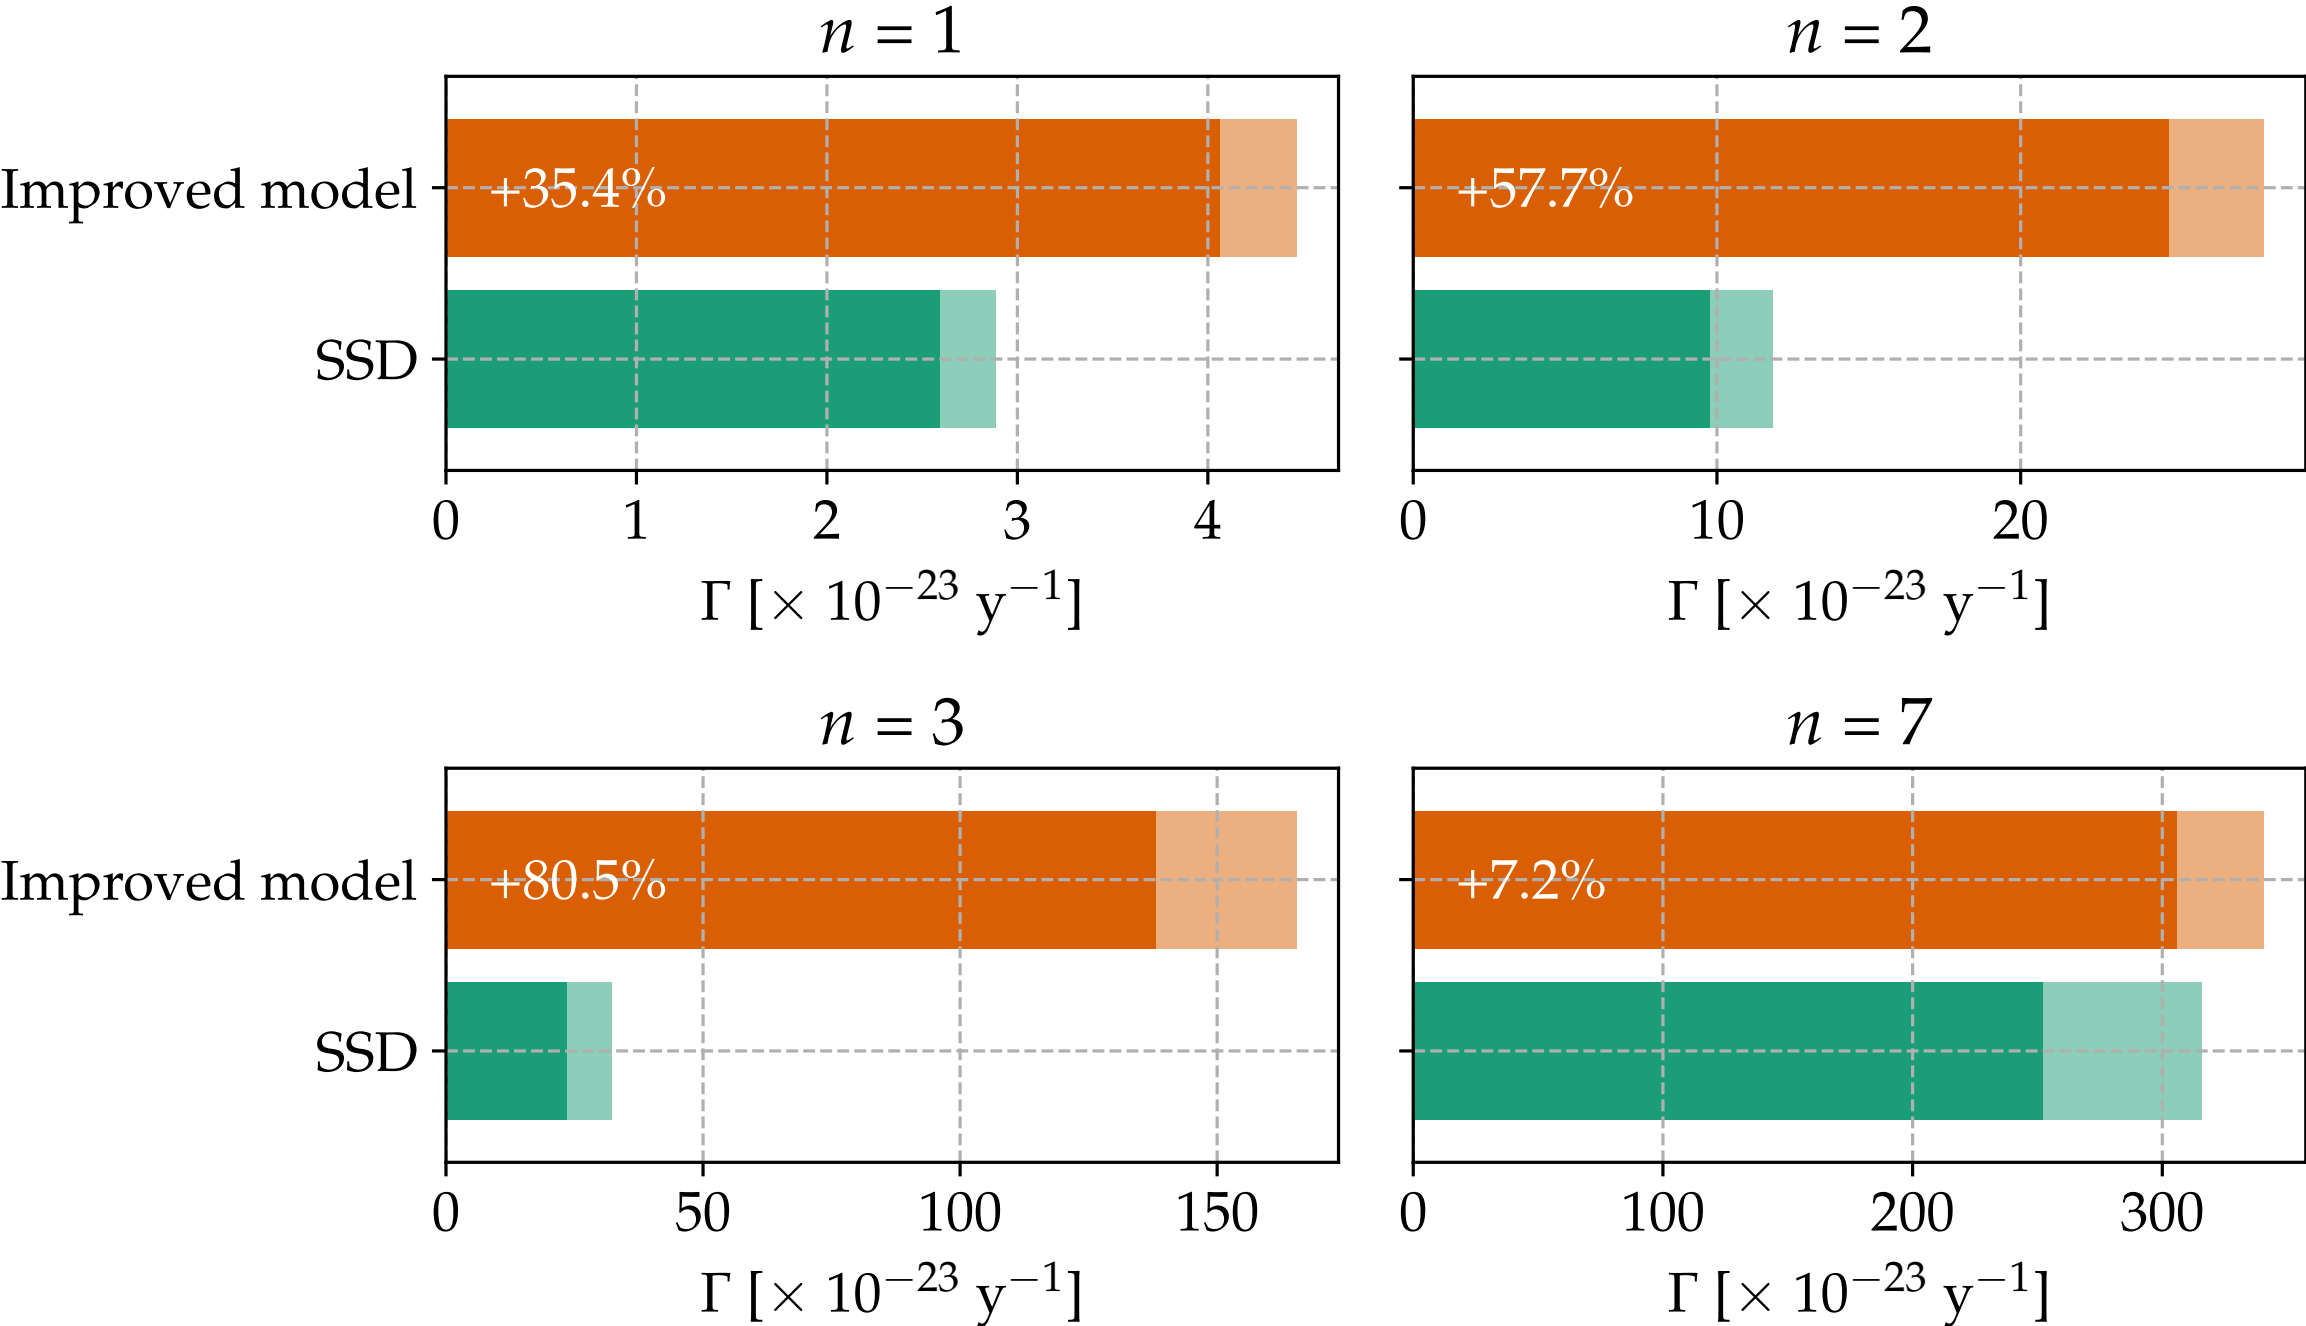 n = 1
n = 2
Improved model
+35.4%
+57.7%
SSD
0 1 2 3 4
0 10 20
Γ [× 10⁻²³ y⁻¹]
Γ [× 10⁻²³ y⁻¹]
n = 3
n = 7
Improved model
+80.5%
+7.2%
SSD
0 50 100 150
0 100 200 300
Γ [× 10⁻²³ y⁻¹]
Γ [× 10⁻²³ y⁻¹]